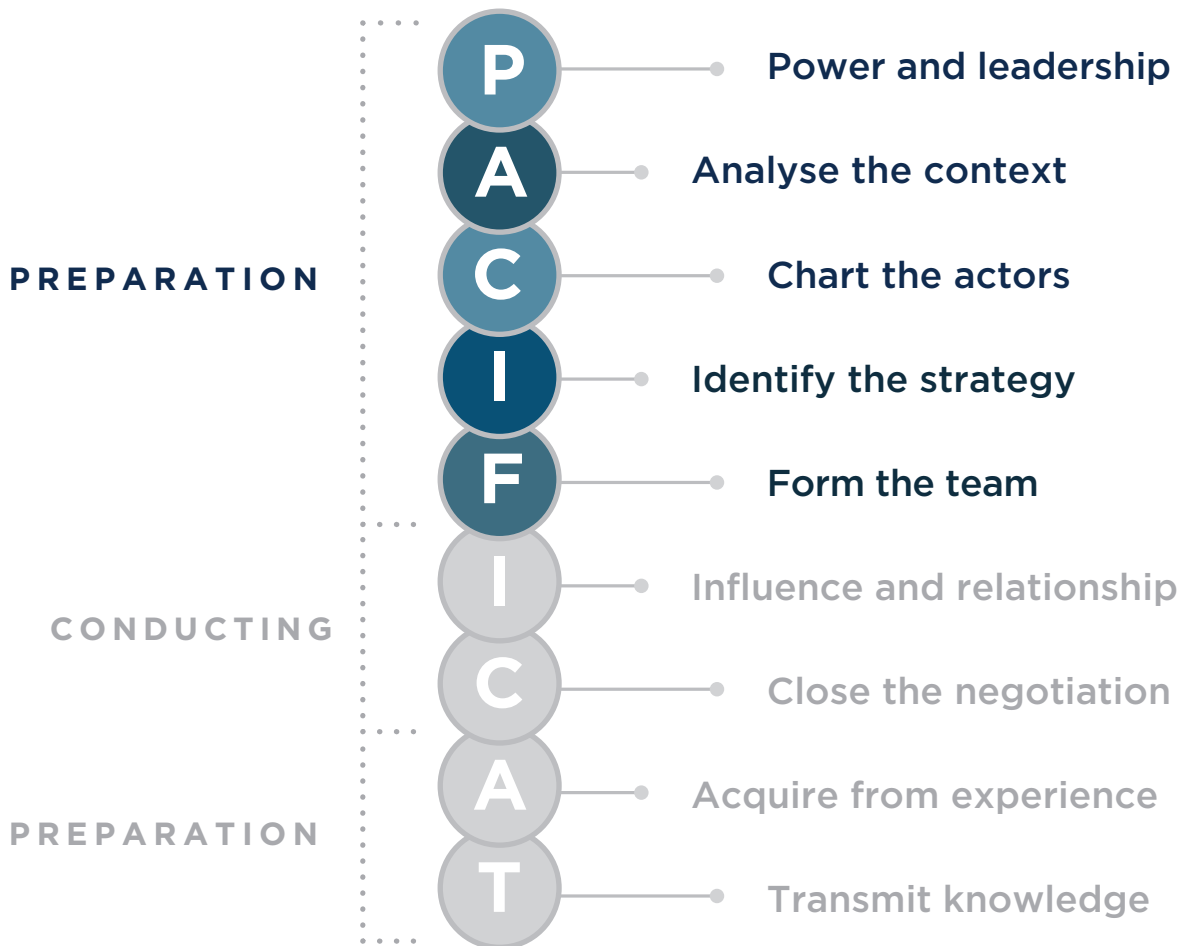 P
Power and leadership
A
Analyse the context
PREPARATION
C
Chart the actors
I
Identify the strategy
F
Form the team
I
Influence and relationship
CONDUCTING
C
Close the negotiation
A
Acquire from experience
PREPARATION
T
Transmit knowledge